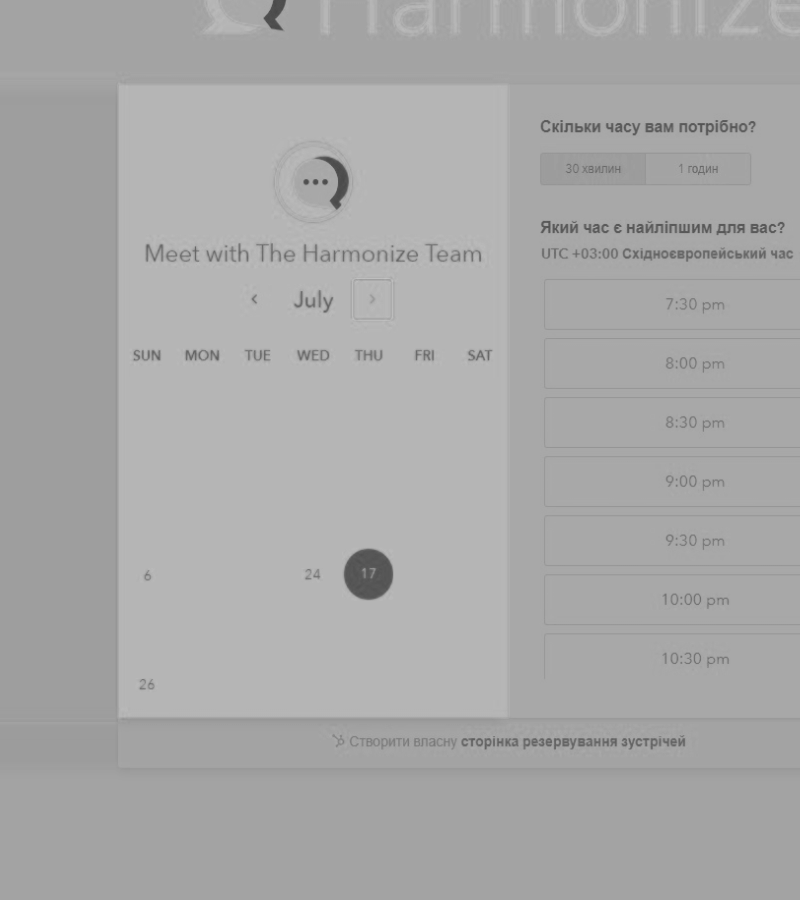 Harmonize
Meet with The Harmonize Team
July
SUN MON TUE WED THU FRI SAT
6 24 17
26
Скільки часу вам потрібно?
30 хвилин 1 годин
Який час є найліпшим для вас?
UTC +03:00 Східноєвропейський час
7:30 pm
8:00 pm
8:30 pm
9:00 pm
9:30 pm
10:00 pm
10:30 pm
Створити власну сторінка резервування зустрічей